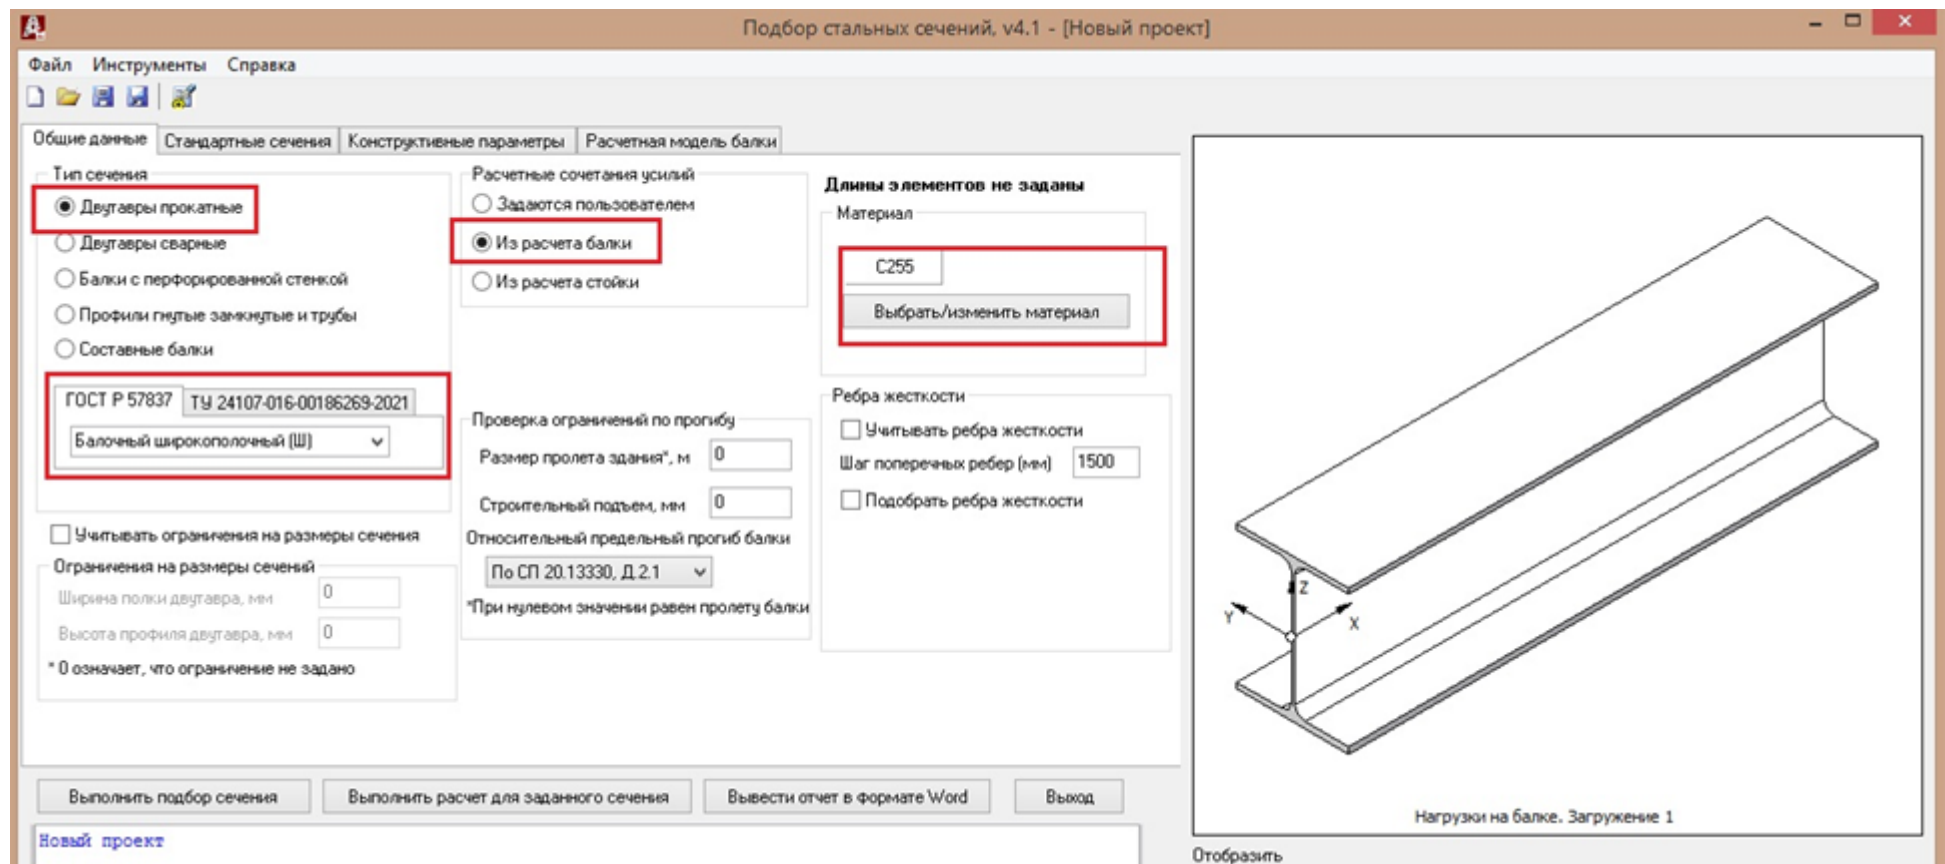 Подбор стальных сечений, v4.1 - [Новый проект]
Файл Инструменты Справка
Общие данные Стандартные сечения Конструктивные параметры Расчетная модель балки
Тип сечения
Двутавры прокатные
Двутавры сварные
Балки с перфорированной стенкой
Профили гнутые замкнутые и трубы
Составные балки
ГОСТ Р 57837 ТУ 24107-016-00186269-2021
Балочный широкополочный (Ш)
Учитывать ограничения на размеры сечения
Ограничения на размеры сечений
Ширина полки двутавра, мм 0
Высота профиля двутавра, мм 0
* 0 означает, что ограничение не задано
Расчетные сочетания усилий
Задаются пользователем
Из расчета балки
Из расчета стойки
Проверка ограничений по прогибу
Размер пролета здания*, м 0
Строительный подъем, мм 0
Относительный предельный прогиб балки
По СП 20.13330, Д.2.1
*При нулевом значении равен пролету балки
Длины элементов не заданы
Материал
С255
Выбрать/изменить материал
Ребра жесткости
Учитывать ребра жесткости
Шаг поперечных ребер (мм) 1500
Подобрать ребра жесткости
Z
Y
X
Нагрузки на балке. Загружение 1
Выполнить подбор сечения Выполнить расчет для заданного сечения Вывести отчет в формате Word Выход
Новый проект
Отобразить